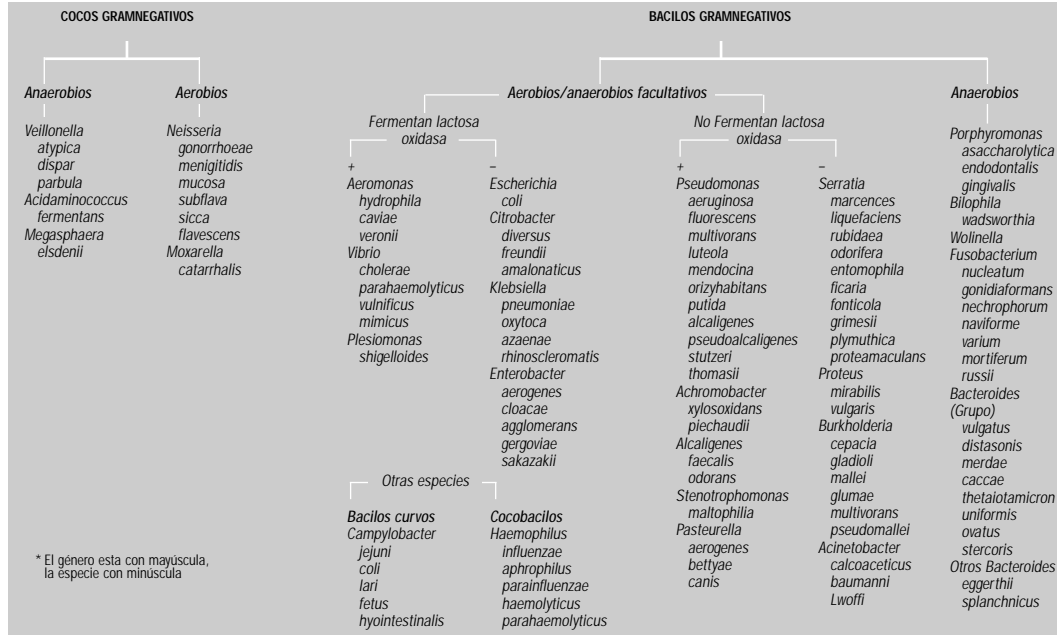 COCOS GRAMNEGATIVOS
Anaerobios
Veillonella
atypica
dispar
parbula
Acidaminococcus
fermentans
Megasphaera
elsdenii
Aerobios
Neisseria
gonorrhoeae
menigitidis
mucosa
subflava
sicca
flavescens
Moxarella
catarrhalis
BACILOS GRAMNEGATIVOS
Aerobios/anaerobios facultativos
Fermentan lactosa
oxidasa
+
Aeromonas
hydrophila
caviae
veronii
Vibrio
cholerae
parahaemolyticus
vulnificus
mimicus
Plesiomonas
shigelloides
–
Escherichia
coli
Citrobacter
diversus
freundii
amalonaticus
Klebsiella
pneumoniae
oxytoca
azaenae
rhinoscleromatis
Enterobacter
aerogenes
cloacae
agglomerans
gergoviae
sakazakii
Otras especies
Bacilos curvos
Campylobacter
jejuni
coli
lari
fetus
hyointestinalis
Cocobacilos
Haemophilus
influenzae
aphrophilus
parainfluenzae
haemolyticus
parahaemolyticus
No Fermentan lactosa
oxidasa
+
Pseudomonas
aeruginosa
fluorescens
multivorans
luteola
mendocina
orizyhabitans
putida
alcaligenes
pseudoalcaligenes
stutzeri
thomasii
Achromobacter
xylosoxidans
piechaudii
Alcaligenes
faecalis
odorans
Stenotrophomonas
maltophilia
Pasteurella
aerogenes
bettyae
canis
–
Serratia
marcences
liquefaciens
rubidaea
odorifera
entomophila
ficaria
fonticola
grimesii
plymuthica
proteamaculans
Proteus
mirabilis
vulgaris
Burkholderia
cepacia
gladioli
mallei
glumae
multivorans
pseudomallei
Acinetobacter
calcoaceticus
baumanni
Lwoffi
Anaerobios
Porphyromonas
asaccharolytica
endodontalis
gingivalis
Bilophila
wadsworthia
Wolinella
Fusobacterium
nucleatum
gonidiaformans
nechrophorum
naviforme
varium
mortiferum
russii
Bacteroides
(Grupo)
vulgatus
distasonis
merdae
caccae
thetaiotamicron
uniformis
ovatus
stercoris
Otros Bacteroides
eggerthii
splanchnicus
* El género esta con mayúscula,
la especie con minúscula